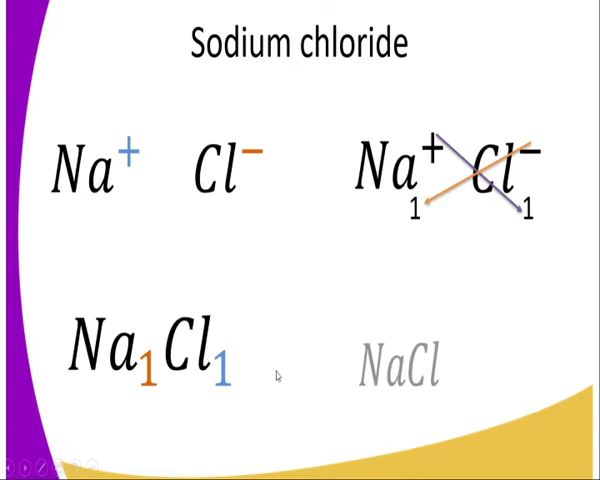 Sodium chloride
Na⁺ Cl⁻
Na⁺ Cl⁻
1 1
Na₁Cl₁
NaCl